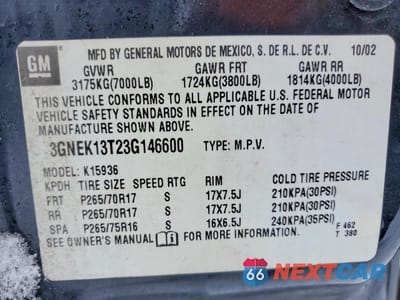 GM
MFD BY GENERAL MOTORS DE MEXICO, S. DE R.L. DE C.V. 10/02
GVWR GAWR FRT GAWR RR
3175KG(7000LB) 1724KG(3800LB) 1814KG(4000LB)
THIS VEHICLE CONFORMS TO ALL APPLICABLE U.S. FEDERAL MOTOR
VEHICLE SAFETY STANDARDS IN EFFECT ON THE DATE OF
MANUFACTURE SHOWN ABOVE.
3GNEK13T23G146600 TYPE: M.P.V.
MODEL: K15936
KPDH TIRE SIZE SPEED RTG RIM COLD TIRE PRESSURE
FRT P265/70R17 S 17X7.5J 210KPA(30PSI)
RR P265/70R17 S 17X7.5J 210KPA(30PSI)
SPA P265/75R16 S 16X6.5J 240KPA(35PSI)
SEE OWNER'S MANUAL FOR MORE INFORMATION. F 462
T 380
66 NEXTCAR